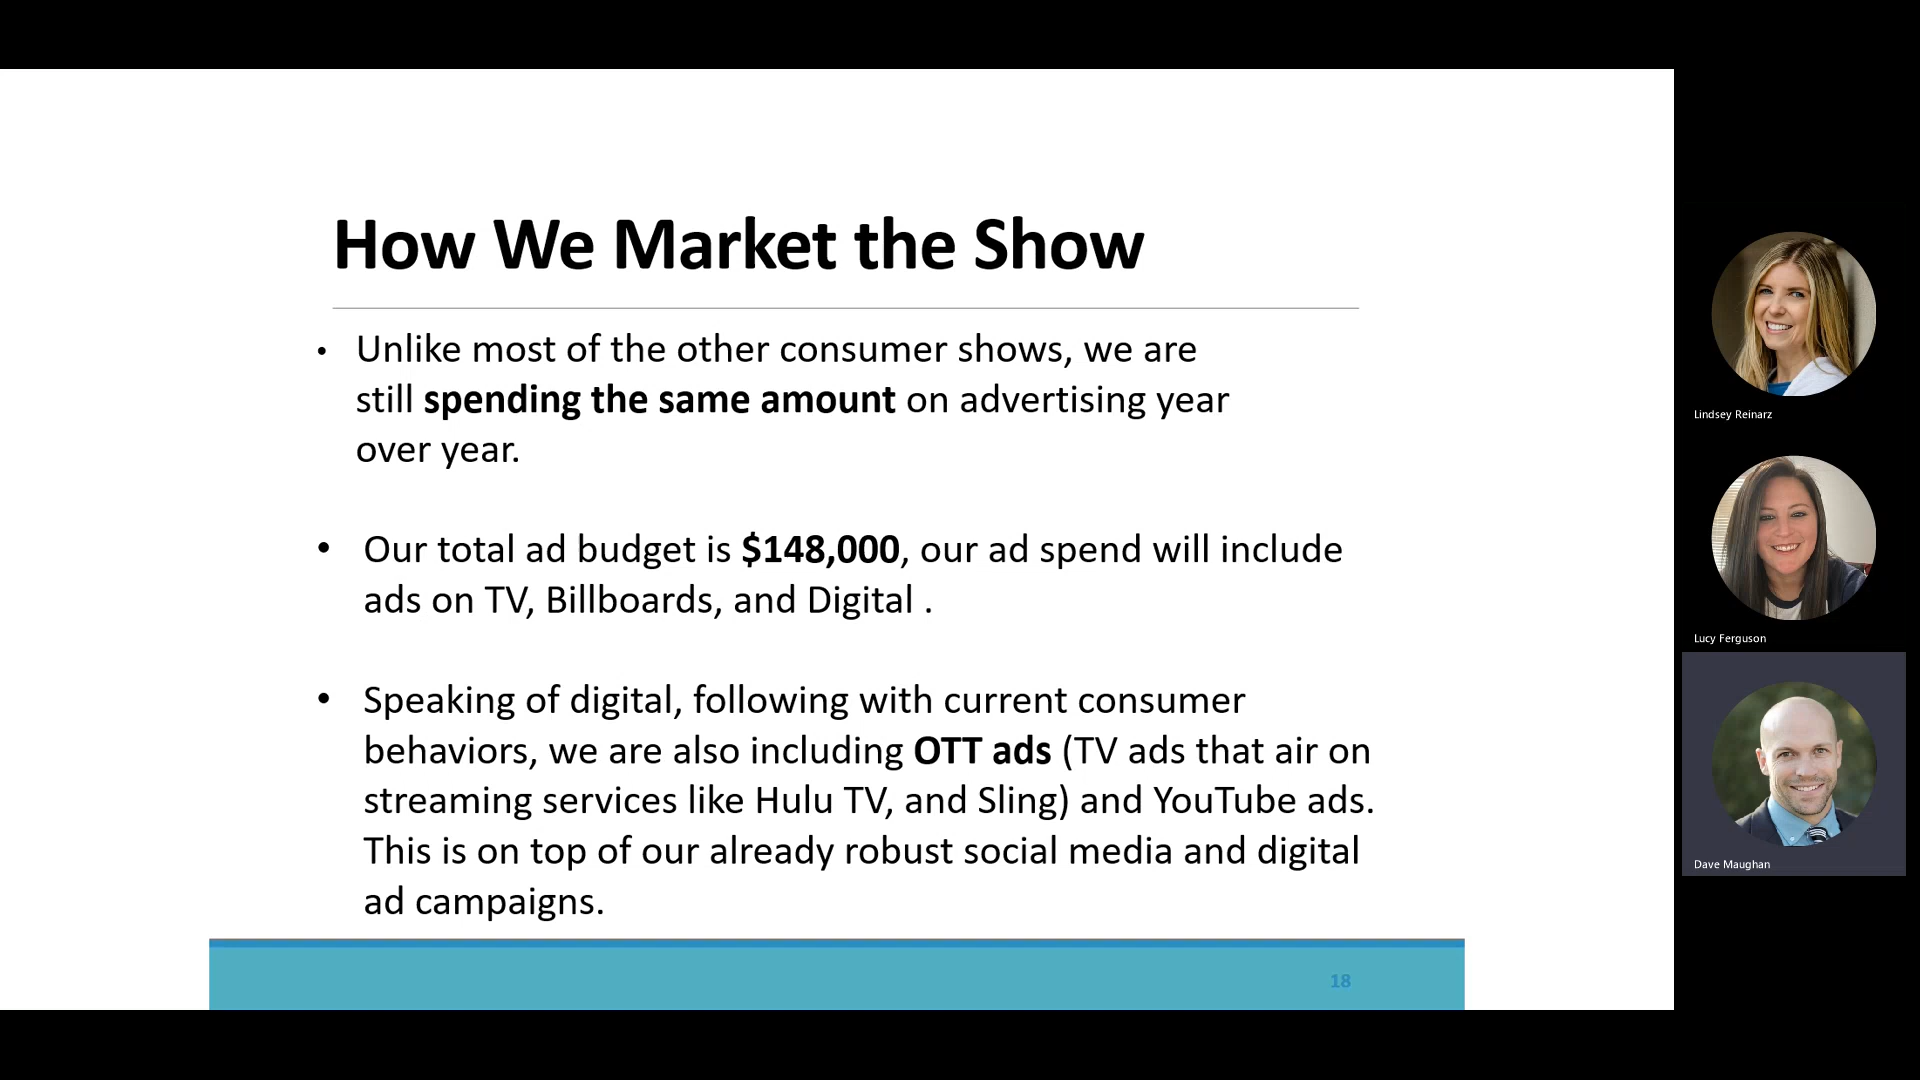 How We Market the Show
• Unlike most of the other consumer shows, we are
still spending the same amount on advertising year
over year.
• Our total ad budget is $148,000, our ad spend will include
ads on TV, Billboards, and Digital .
• Speaking of digital, following with current consumer
behaviors, we are also including OTT ads (TV ads that air on
streaming services like Hulu TV, and Sling) and YouTube ads.
This is on top of our already robust social media and digital
ad campaigns.
18
Lindsey Reinarz
Lucy Ferguson
Dave Maughan